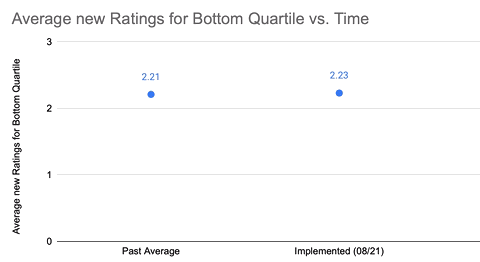 Average new Ratings for Bottom Quartile vs. Time
3
2.21
2.23
2
Average new Ratings for Bottom Quartile
1
0
Past Average
Implemented (08/21)